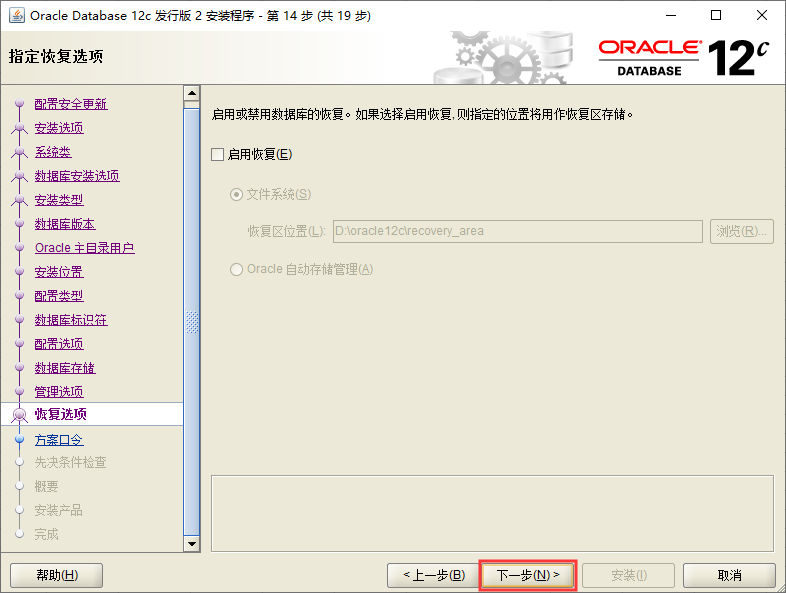 Oracle Database 12c 发行版 2 安装程序 - 第 14 步 (共 19 步)
指定恢复选项
ORACLE
DATABASE
12c
配置安全更新
安装选项
系统类
数据库安装选项
安装类型
数据库版本
Oracle 主目录用户
安装位置
配置类型
数据库标识符
配置选项
数据库存储
管理选项
恢复选项
方案口令
先决条件检查
概要
安装产品
完成
启用或禁用数据库的恢复。如果选择启用恢复,则指定的位置将用作恢复区存储。
启用恢复(E)
文件系统(S)
恢复区位置(L): D:\oracle12c\recovery_area 浏览(R)...
Oracle 自动存储管理(A)
帮助(H) < 上一步(B) 下一步(N) > 安装(I) 取消